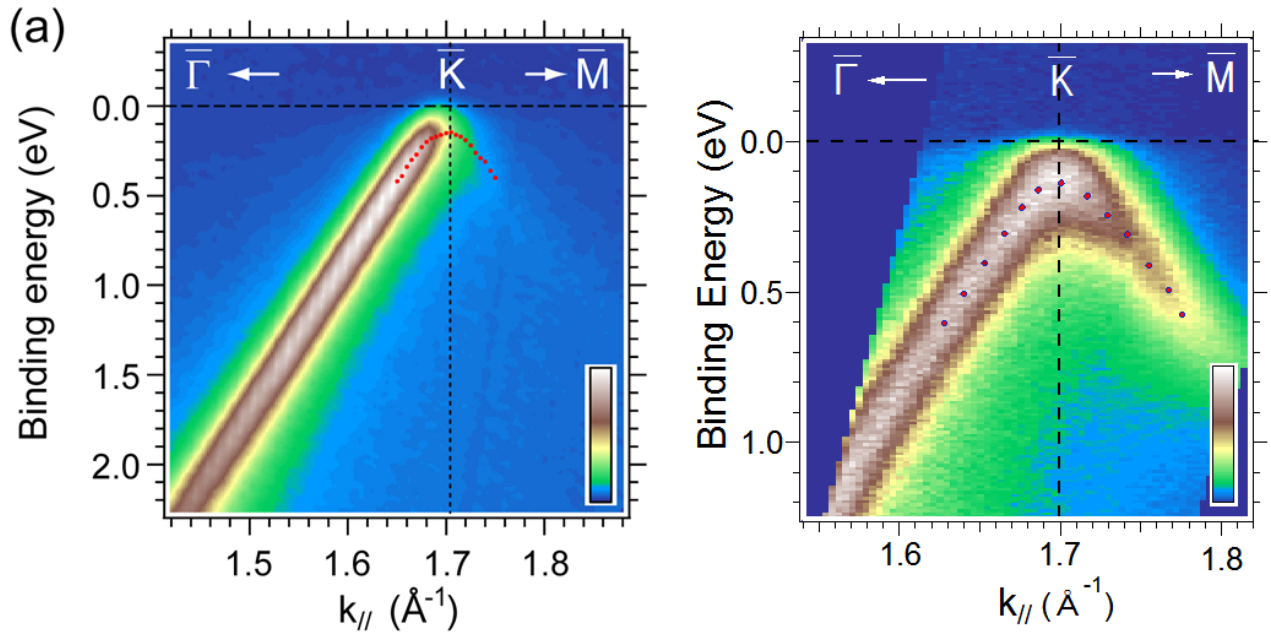 (a)
Γ̅ ← K̅ → M̅
Binding energy (eV)
0.0
0.5
1.0
1.5
2.0
1.5 1.6 1.7 1.8
k// (Å-1)
Γ̅ ← K̅ → M̅
Binding Energy (eV)
0.0
0.5
1.0
1.6 1.7 1.8
k// (Å-1)